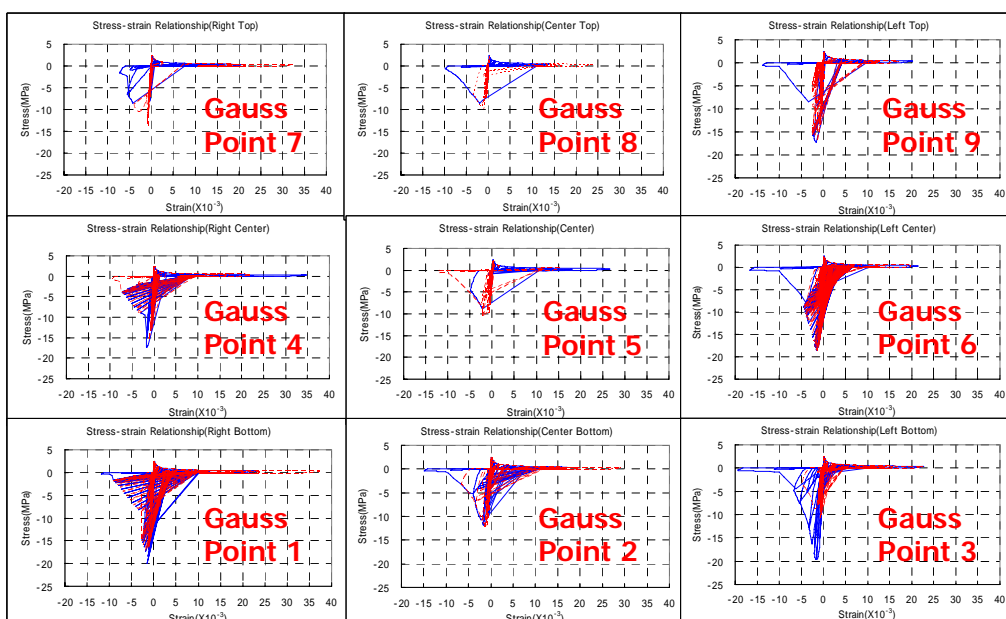 Stress-strain Relationship(Right Top)
5
0
-5
-10
-15
-20
-25
Stress(MPa)
-20 -15 -10 -5 0 5 10 15 20 25 30 35 40
Strain(X10-3)
Gauss
Point 7
Stress-strain Relationship(Center Top)
5
0
-5
-10
-15
-20
-25
Stress(MPa)
-20 -15 -10 -5 0 5 10 15 20 25 30 35 40
Strain(X10-3)
Gauss
Point 8
Stress-strain Relationship(Left Top)
5
0
-5
-10
-15
-20
-25
Stress(MPa)
-20 -15 -10 -5 0 5 10 15 20 25 30 35 40
Strain(X10-3)
Gauss
Point 9
Stress-strain Relationship(Right Center)
5
0
-5
-10
-15
-20
-25
Stress(MPa)
-20 -15 -10 -5 0 5 10 15 20 25 30 35 40
Strain(X10-3)
Gauss
Point 4
Stress-strain Relationship(Center)
5
0
-5
-10
-15
-20
-25
Stress(MPa)
-20 -15 -10 -5 0 5 10 15 20 25 30 35 40
Strain(X10-3)
Gauss
Point 5
Stress-strain Relationship(Left Center)
5
0
-5
-10
-15
-20
-25
Stress(MPa)
-20 -15 -10 -5 0 5 10 15 20 25 30 35 40
Strain(X10-3)
Gauss
Point 6
Stress-strain Relationship(Right Bottom)
5
0
-5
-10
-15
-20
-25
Stress(MPa)
-20 -15 -10 -5 0 5 10 15 20 25 30 35 40
Strain(X10-3)
Gauss
Point 1
Stress-strain Relationship(Center Bottom)
5
0
-5
-10
-15
-20
-25
Stress(MPa)
-20 -15 -10 -5 0 5 10 15 20 25 30 35 40
Strain(X10-3)
Gauss
Point 2
Stress-strain Relationship(Left Bottom)
5
0
-5
-10
-15
-20
-25
Stress(MPa)
-20 -15 -10 -5 0 5 10 15 20 25 30 35 40
Strain(X10-3)
Gauss
Point 3